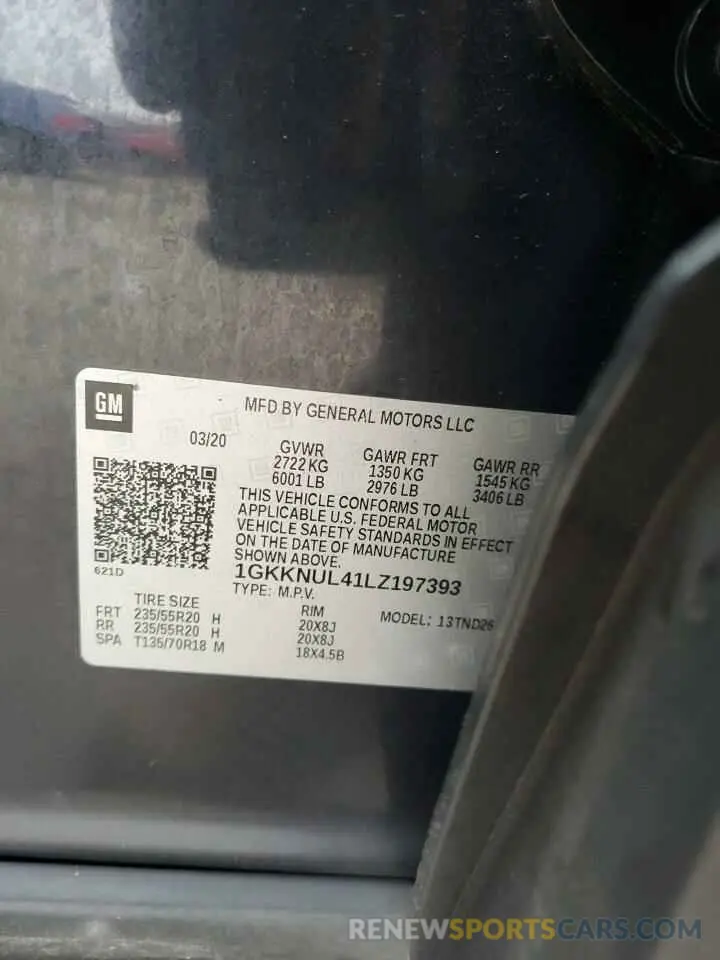 GM
MFD BY GENERAL MOTORS LLC
03/20 GVWR GAWR FRT GAWR RR
2722 KG 1350 KG 1545 KG
6001 LB 2976 LB 3406 LB
THIS VEHICLE CONFORMS TO ALL
APPLICABLE U.S. FEDERAL MOTOR
VEHICLE SAFETY STANDARDS IN EFFECT
ON THE DATE OF MANUFACTURE
SHOWN ABOVE.
621D
1GKKNUL41LZ197393
TYPE: M.P.V.
TIRE SIZE RIM MODEL: 13TND26
FRT 235/55R20 H 20X8J
RR 235/55R20 H 20X8J
SPA T135/70R18 M 18X4.5B
RENEWSPORTSCARS.COM